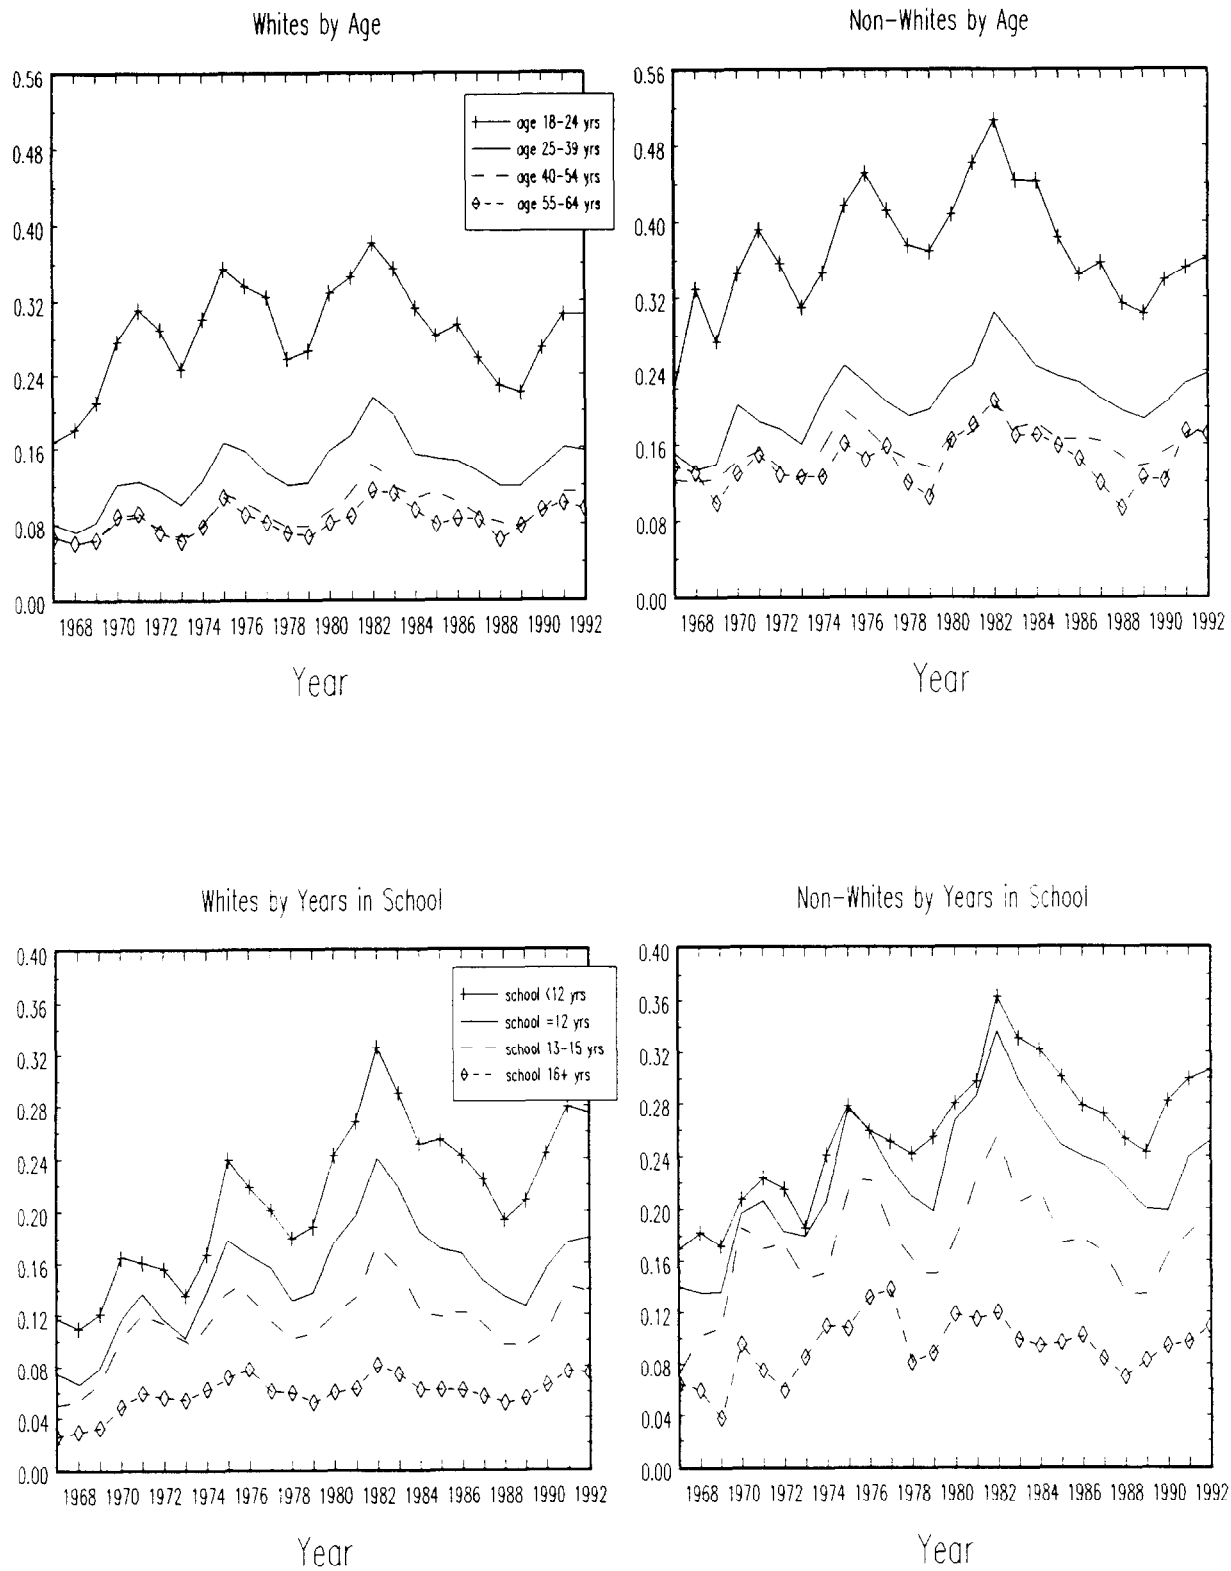 Whites by Age
0.56
0.48
0.40
0.32
0.24
0.16
0.08
0.00
age 18-24 yrs
age 25-39 yrs
age 40-54 yrs
age 55-64 yrs
1968 1970 1972 1974 1976 1978 1980 1982 1984 1986 1988 1990 1992
Year
Non-Whites by Age
0.56
0.48
0.40
0.32
0.24
0.16
0.08
0.00
1968 1970 1972 1974 1976 1978 1980 1982 1984 1986 1988 1990 1992
Year
Whites by Years in School
0.40
0.36
0.32
0.28
0.24
0.20
0.16
0.12
0.08
0.04
0.00
school <12 yrs
school =12 yrs
school 13-15 yrs
school 16+ yrs
1968 1970 1972 1974 1976 1978 1980 1982 1984 1986 1988 1990 1992
Year
Non-Whites by Years in School
0.40
0.36
0.32
0.28
0.24
0.20
0.16
0.12
0.08
0.04
0.00
1968 1970 1972 1974 1976 1978 1980 1982 1984 1986 1988 1990 1992
Year